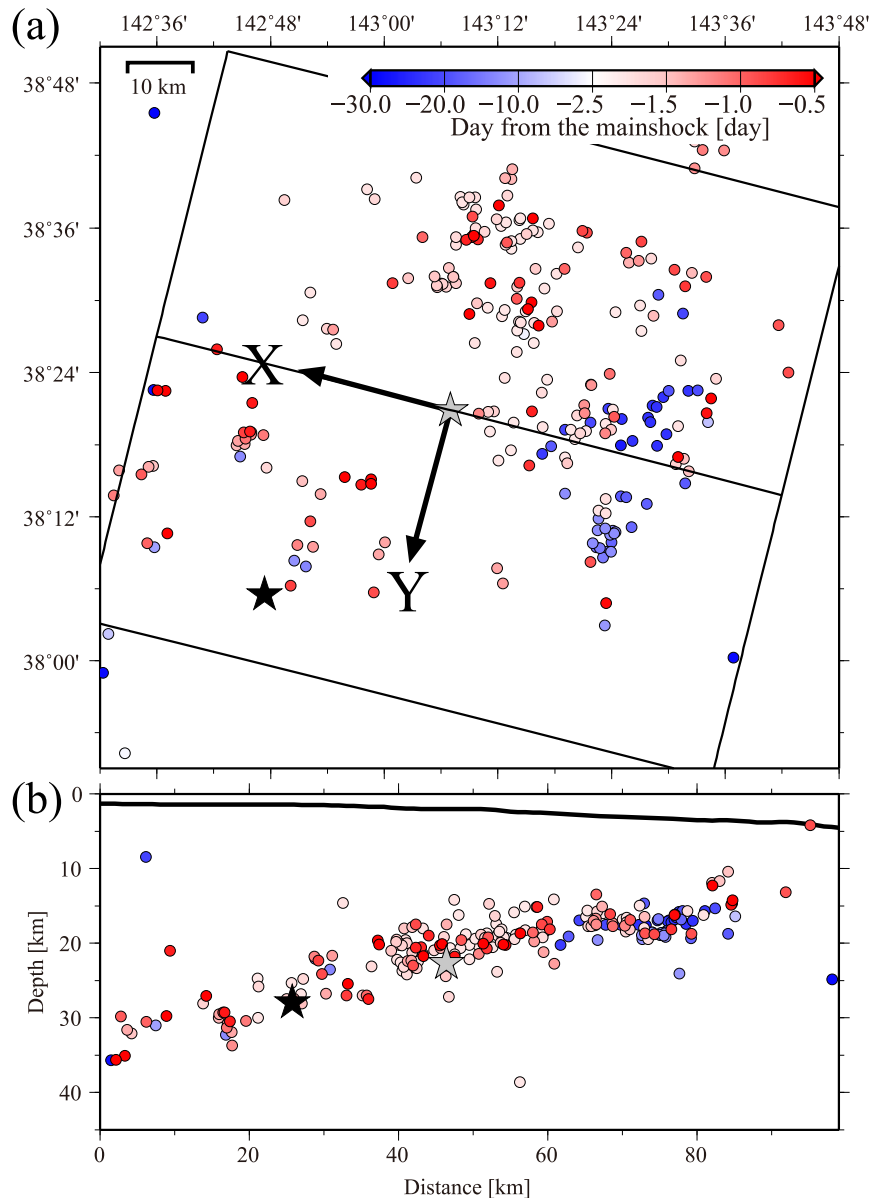 (a)
142°36′ 142°48′ 143°00′ 143°12′ 143°24′ 143°36′ 143°48′
38°48′
10 km
−30.0 −20.0 −10.0 −2.5 −1.5 −1.0 −0.5
Day from the mainshock [day]
38°36′
38°24′
X
38°12′
Y
38°00′
(b)
0
10
20
30
40
Depth [km]
0 20 40 60 80
Distance [km]